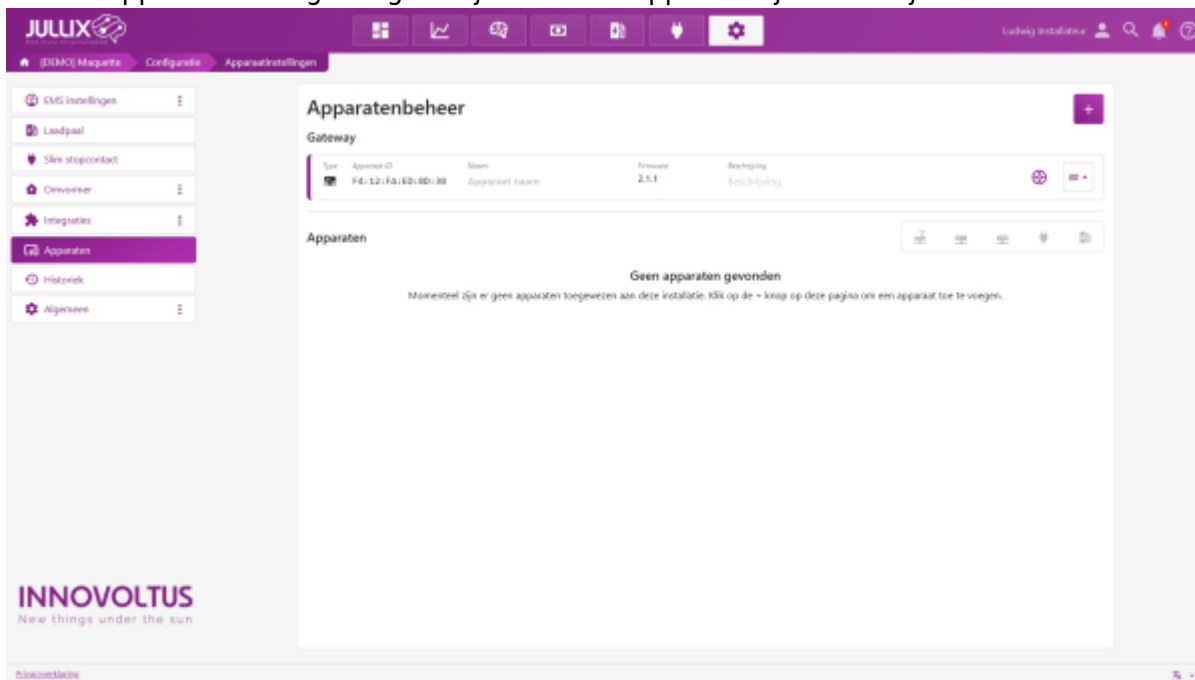 JULLIX
Ludwig Installateur
[DEMO] Maquette
Configuratie
Apparaatinstellingen
EMS instellingen
Laadpaal
Slim stopcontact
Omvormer
Integraties
Apparaten
Historiek
Algemeen
Apparatenbeheer
+
Gateway
Type Apparaat ID Naam Firmware Beschrijving
F4:12:FA:ED:8D:38 Apparaat naam 2.1.1 Beschrijving
Apparaten
Geen apparaten gevonden
Momenteel zijn er geen apparaten toegewezen aan deze installatie. Klik op de + knop op deze pagina om een apparaat toe te voegen.
INNOVOLTUS
New things under the sun
Privacyverklaring